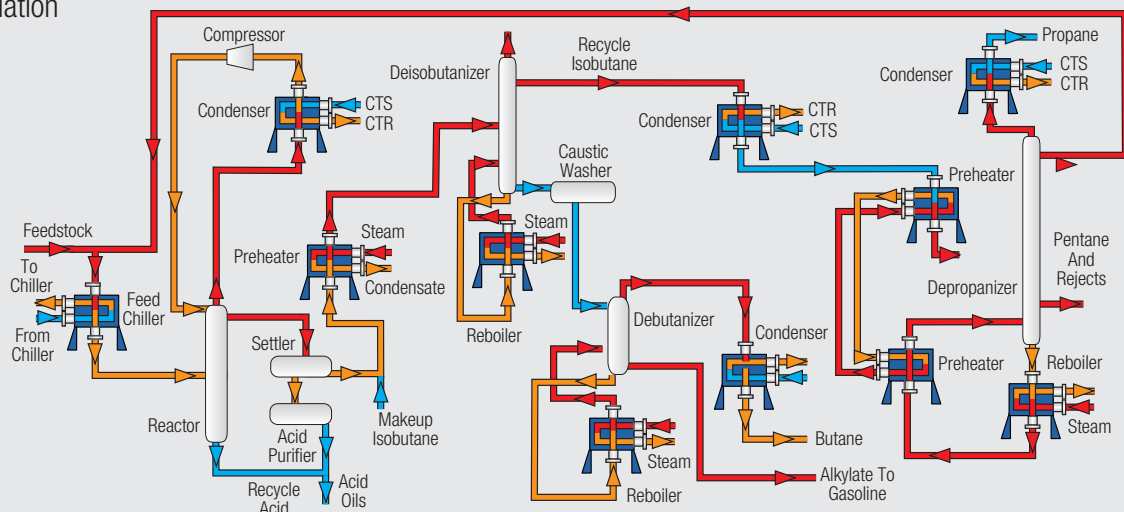 lation
Compressor
Condenser
CTS
CTR
Deisobutanizer
Recycle
Isobutane
Condenser
CTR
CTS
Propane
Condenser
CTS
CTR
Feedstock
To
Chiller
From
Chiller
Feed
Chiller
Preheater
Steam
Condensate
Caustic
Washer
Steam
Reboiler
Preheater
Pentane
And
Rejects
Depropanizer
Settler
Reactor
Acid
Purifier
Makeup
Isobutane
Recycle
Acid
Acid
Oils
Debutanizer
Condenser
Butane
Steam
Reboiler
Alkylate To
Gasoline
Preheater
Reboiler
Steam